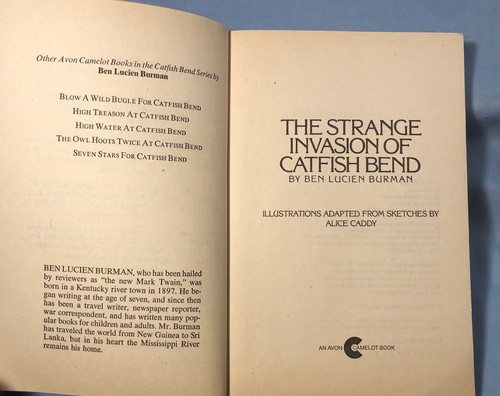 Other Avon Camelot Books in the Catfish Bend Series by
Ben Lucien Burman
BLOW A WILD BUGLE FOR CATFISH BEND
HIGH TREASON AT CATFISH BEND
HIGH WATER AT CATFISH BEND
THE OWL HOOTS TWICE AT CATFISH BEND
SEVEN STARS FOR CATFISH BEND
BEN LUCIEN BURMAN, who has been hailed
by reviewers as "the new Mark Twain," was
born in a Kentucky river town in 1897. He be-
gan writing at the age of seven, and since then
has been a travel writer, newspaper reporter,
war correspondent, and has written many pop-
ular books for children and adults. Mr. Burman
has traveled the world from New Guinea to Sri
Lanka, but in his heart the Mississippi River
remains his home.
THE STRANGE
INVASION OF
CATFISH BEND
BY BEN LUCIEN BURMAN
ILLUSTRATIONS ADAPTED FROM SKETCHES BY
ALICE CADDY
AN AVON CAMELOT BOOK